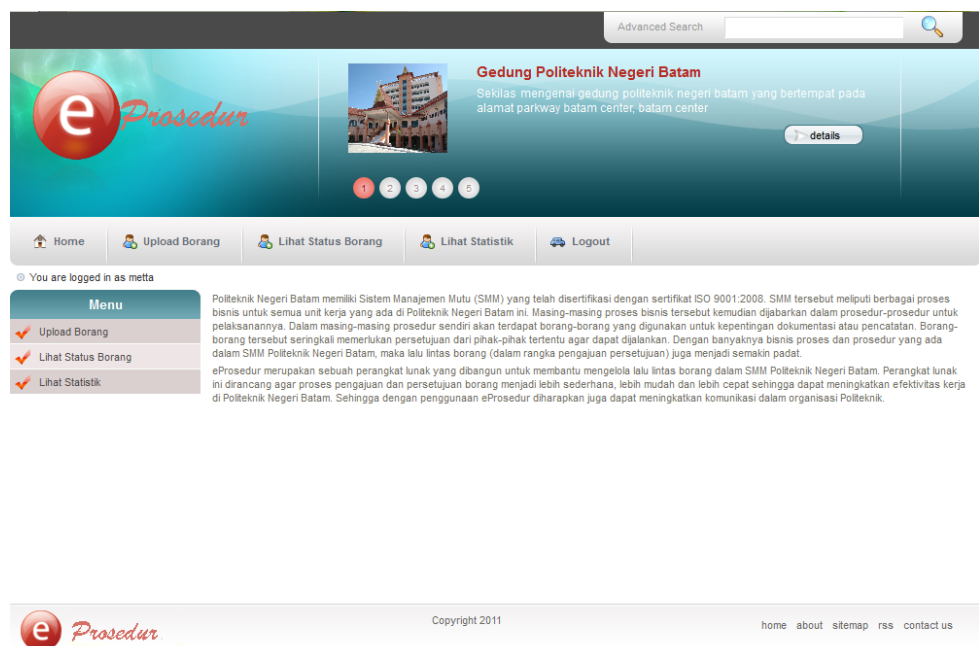 Advanced Search
e Prosedur
Gedung Politeknik Negeri Batam
Sekilas mengenai gedung politeknik negeri batam yang bertempat pada
alamat parkway batam center, batam center
details
1 2 3 4 5
Home Upload Borang Lihat Status Borang Lihat Statistik Logout
You are logged in as metta
Menu
Upload Borang
Lihat Status Borang
Lihat Statistik
Politeknik Negeri Batam memiliki Sistem Manajemen Mutu (SMM) yang telah disertifikasi dengan sertifikat ISO 9001:2008. SMM tersebut meliputi berbagai proses
bisnis untuk semua unit kerja yang ada di Politeknik Negeri Batam ini. Masing-masing proses bisnis tersebut kemudian dijabarkan dalam prosedur-prosedur untuk
pelaksanannya. Dalam masing-masing prosedur sendiri akan terdapat borang-borang yang digunakan untuk kepentingan dokumentasi atau pencatatan. Borang-
borang tersebut seringkali memerlukan persetujuan dari pihak-pihak tertentu agar dapat dijalankan. Dengan banyaknya bisnis proses dan prosedur yang ada
dalam SMM Politeknik Negeri Batam, maka lalu lintas borang (dalam rangka pengajuan persetujuan) juga menjadi semakin padat.
eProsedur merupakan sebuah perangkat lunak yang dibangun untuk membantu mengelola lalu lintas borang dalam SMM Politeknik Negeri Batam. Perangkat lunak
ini dirancang agar proses pengajuan dan persetujuan borang menjadi lebih sederhana, lebih mudah dan lebih cepat sehingga dapat meningkatkan efektivitas kerja
di Politeknik Negeri Batam. Sehingga dengan penggunaan eProsedur diharapkan juga dapat meningkatkan komunikasi dalam organisasi Politeknik.
e Prosedur
Copyright 2011
home about sitemap rss contact us